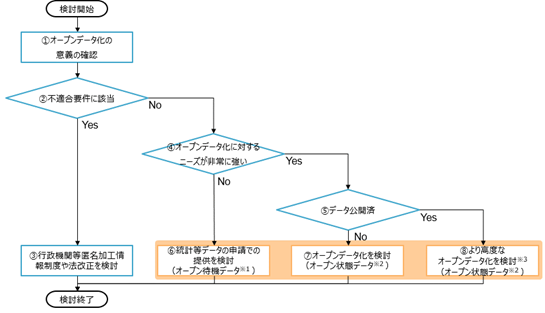 検討開始
①オープンデータ化の
意義の確認
②不適合要件に該当
No
Yes
④オープンデータ化に対する
ニーズが非常に強い
Yes
No
⑤データ公開済
Yes
No
③行政機関等匿名加工情
報制度や法改正を検討
⑥統計等データの申請での
提供を検討
（オープン待機データ※1）
⑦オープンデータ化を検討
（オープン状態データ※2）
⑧より高度な
オープンデータ化を検討※3
（オープン状態データ※2）
検討終了